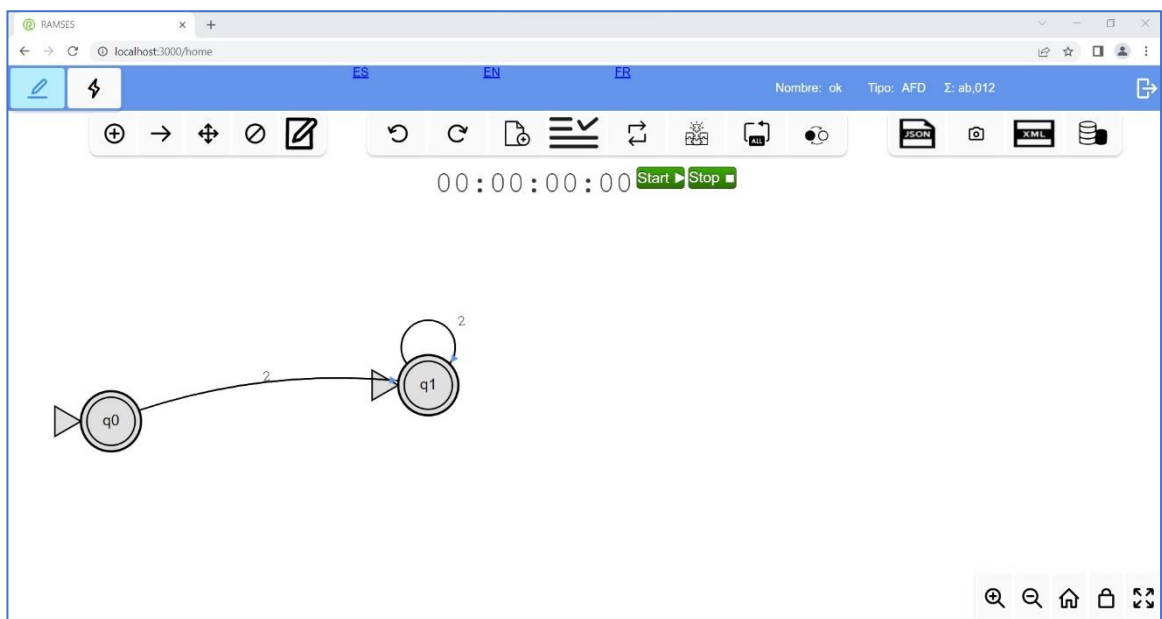 RAMSES
localhost:3000/home
ES EN FR
Nombre: ok Tipo: AFD Σ: ab,012
ALL JSON XML
00:00:00:00 Start Stop
2
2
q1
q0